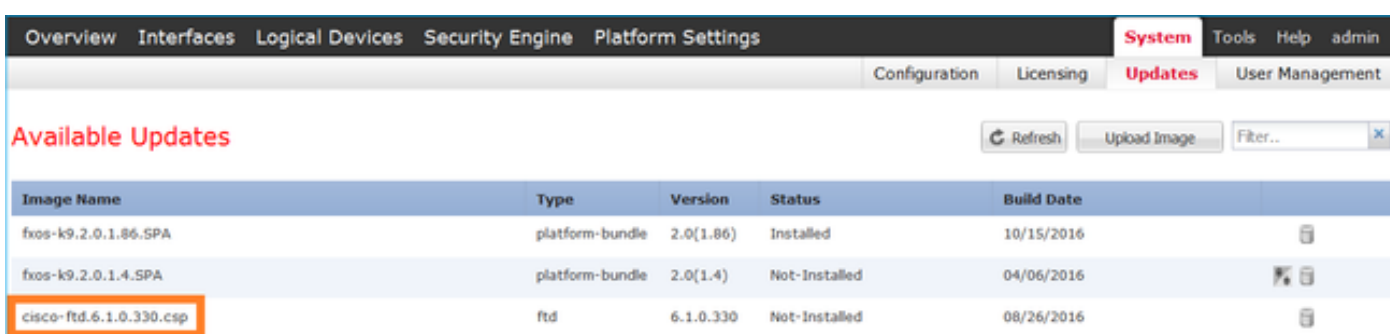 Overview Interfaces Logical Devices Security Engine Platform Settings System Tools Help admin
Configuration Licensing Updates User Management
Available Updates Refresh Upload Image Filter..
Image Name Type Version Status Build Date
fxos-k9.2.0.1.86.SPA platform-bundle 2.0(1.86) Installed 10/15/2016
fxos-k9.2.0.1.4.SPA platform-bundle 2.0(1.4) Not-Installed 04/06/2016
cisco-ftd.6.1.0.330.csp ftd 6.1.0.330 Not-Installed 08/26/2016